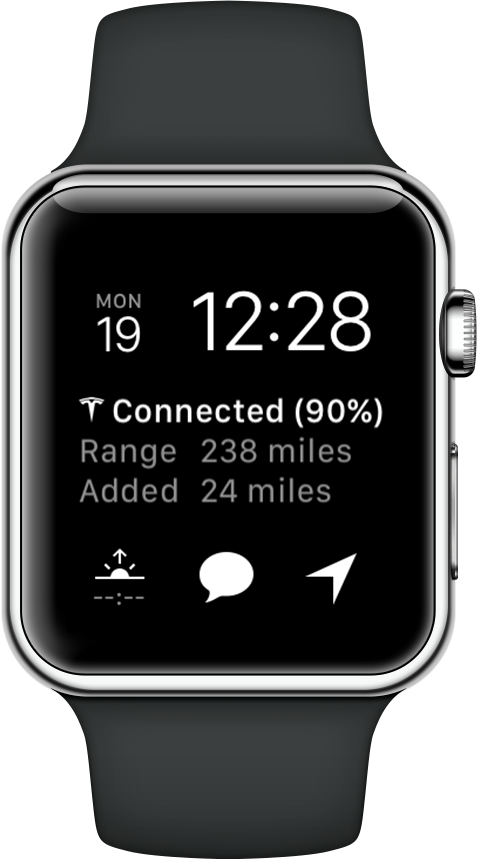 MON
19
12:28
Connected (90%)
Range 238 miles
Added 24 miles
--:--